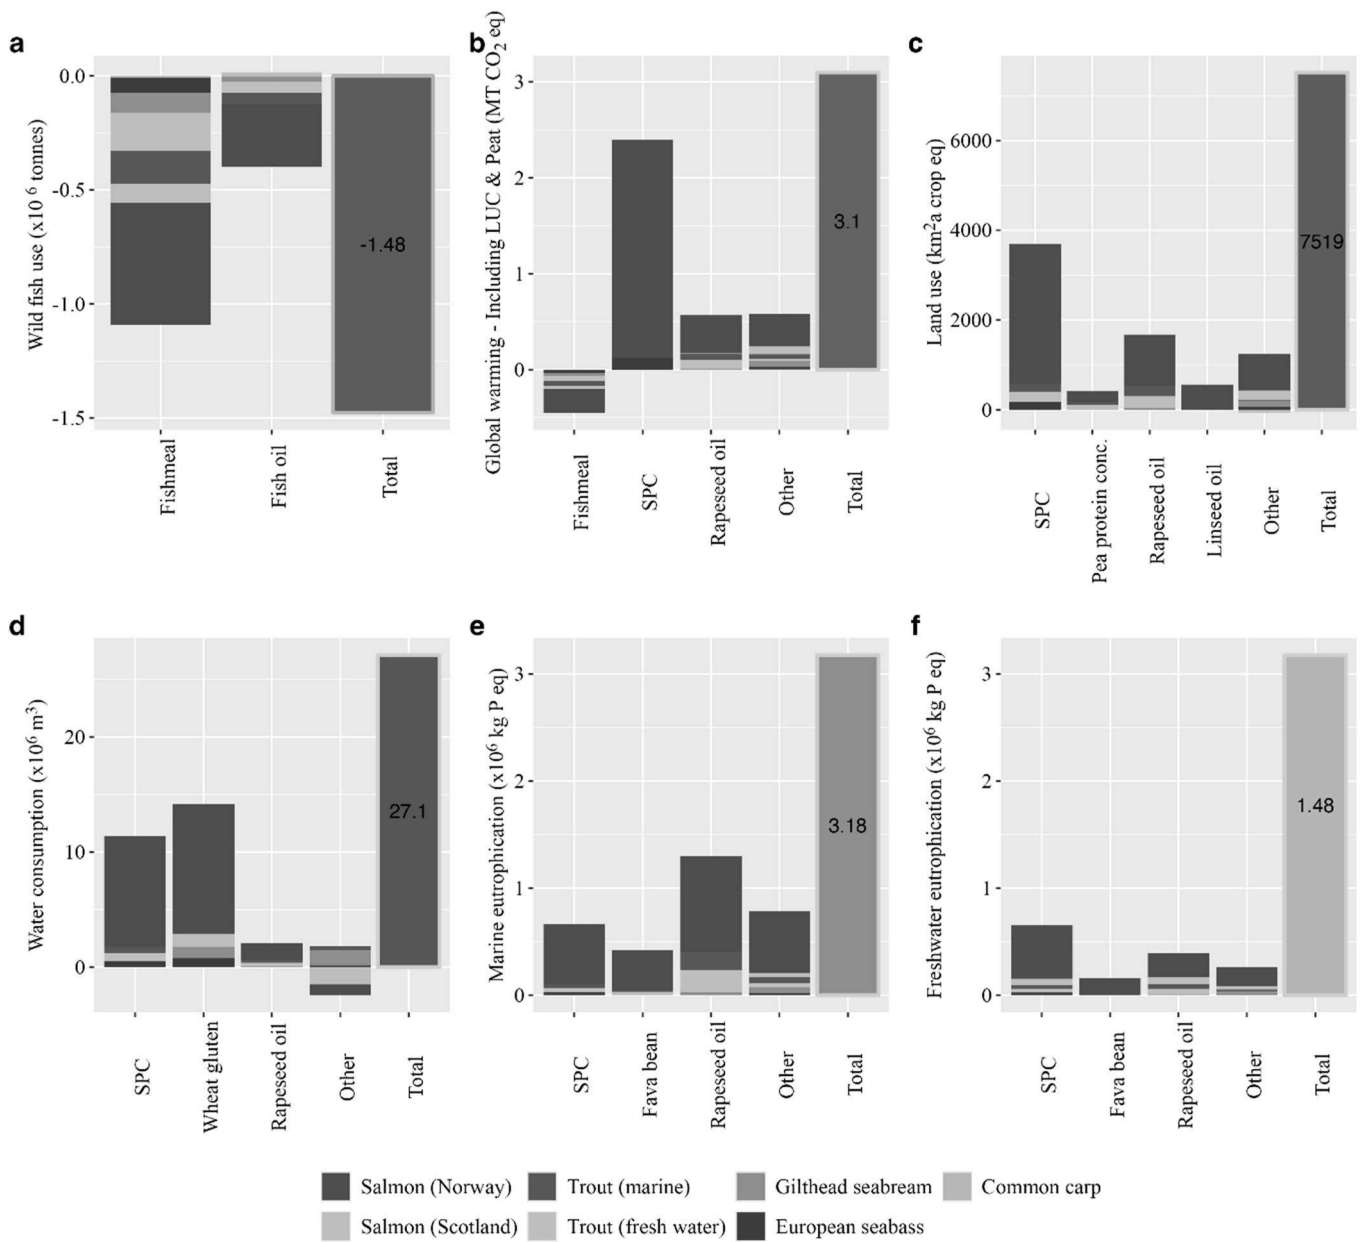 a
Wild fish use (x10 6 tonnes)
0.0
-0.5
-1.0
-1.5
-1.48
Fishmeal
Fish oil
Total
b
Global warming - Including LUC & Peat (MT CO2 eq)
3
2
1
0
3.1
Fishmeal
SPC
Rapeseed oil
Other
Total
c
Land use (km2a crop eq)
6000
4000
2000
0
7519
SPC
Pea protein conc.
Rapeseed oil
Linseed oil
Other
Total
d
Water consumption (x106 m3)
20
10
0
27.1
SPC
Wheat gluten
Rapeseed oil
Other
Total
e
Marine eutrophication (x106 kg P eq)
3
2
1
0
3.18
SPC
Fava bean
Rapeseed oil
Other
Total
f
Freshwater eutrophication (x106 kg P eq)
3
2
1
0
1.48
SPC
Fava bean
Rapeseed oil
Other
Total
Salmon (Norway)
Trout (marine)
Gilthead seabream
Common carp
Salmon (Scotland)
Trout (fresh water)
European seabass